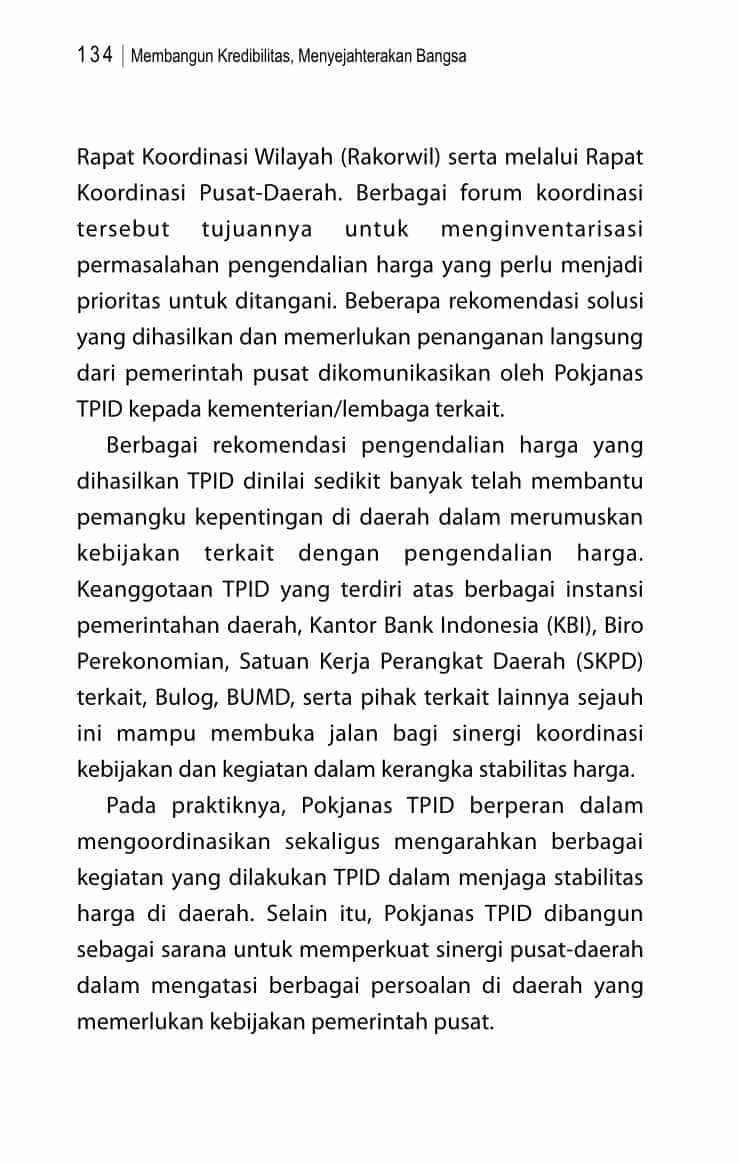 134 | Membangun Kredibilitas, Menyejahterakan Bangsa
Rapat Koordinasi Wilayah (Rakorwil) serta melalui Rapat
Koordinasi Pusat-Daerah. Berbagai forum koordinasi
tersebut tujuannya untuk menginventarisasi
permasalahan pengendalian harga yang perlu menjadi
prioritas untuk ditangani. Beberapa rekomendasi solusi
yang dihasilkan dan memerlukan penanganan langsung
dari pemerintah pusat dikomunikasikan oleh Pokjanas
TPID kepada kementerian/lembaga terkait.
Berbagai rekomendasi pengendalian harga yang
dihasilkan TPID dinilai sedikit banyak telah membantu
pemangku kepentingan di daerah dalam merumuskan
kebijakan terkait dengan pengendalian harga.
Keanggotaan TPID yang terdiri atas berbagai instansi
pemerintahan daerah, Kantor Bank Indonesia (KBI), Biro
Perekonomian, Satuan Kerja Perangkat Daerah (SKPD)
terkait, Bulog, BUMD, serta pihak terkait lainnya sejauh
ini mampu membuka jalan bagi sinergi koordinasi
kebijakan dan kegiatan dalam kerangka stabilitas harga.
Pada praktiknya, Pokjanas TPID berperan dalam
mengoordinasikan sekaligus mengarahkan berbagai
kegiatan yang dilakukan TPID dalam menjaga stabilitas
harga di daerah. Selain itu, Pokjanas TPID dibangun
sebagai sarana untuk memperkuat sinergi pusat-daerah
dalam mengatasi berbagai persoalan di daerah yang
memerlukan kebijakan pemerintah pusat.